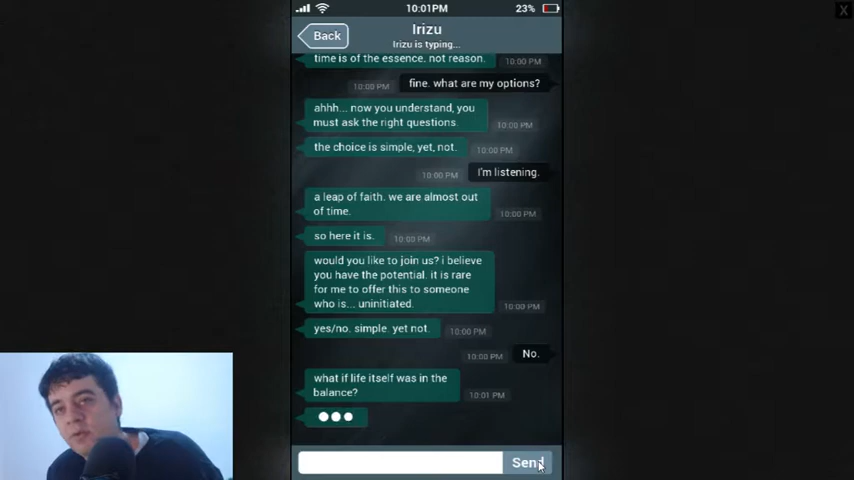 10:01PM
23%
X
Back
Irizu
Irizu is typing...
time is of the essence. not reason.
10:00 PM
10:00 PM
fine. what are my options?
ahhh... now you understand, you
must ask the right questions.
10:00 PM
the choice is simple, yet, not.
10:00 PM
10:00 PM
I'm listening.
a leap of faith. we are almost out
of time.
10:00 PM
so here it is.
10:00 PM
would you like to join us? i believe
you have the potential. it is rare
for me to offer this to someone
who is... uninitiated.
10:00 PM
yes/no. simple. yet not.
10:00 PM
10:00 PM
No.
what if life itself was in the
balance?
10:01 PM
Send